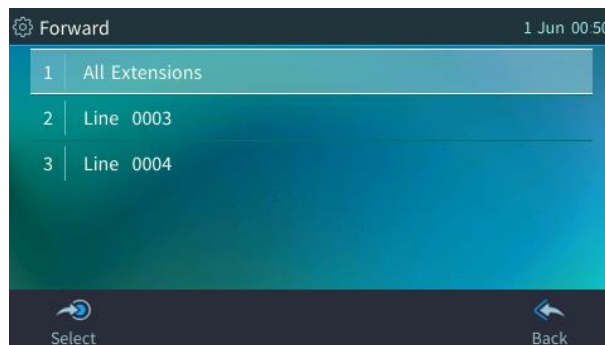 Forward 1 Jun 00:50
1 All Extensions
2 Line 0003
3 Line 0004
Select Back